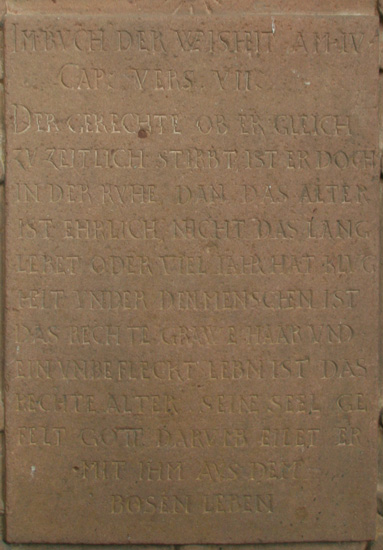 IM BVCH DER WEISHEIT AM IV
CAP: VERS VII
DER GERECHTE OB ER GLEICH
ZV ZEITLICH STIRBT IST ER DOCH
IN DER RVHE DAN DAS ALTER
IST EHRLICH NICHT DAS LANG
LEBET ODER VIEL IAHR HAT KLVG
HEIT VNDER DEN MENSCHEN IST
DAS RECHTE GRAW HAAR VND
EIN VNBEFLECKT LEBN IST DAS
RECHTE ALTER SEINE SEEL GE
FELT GOTT DARVMB EILET ER
MIT IHM AVS DEM
BOSEN LEBEN